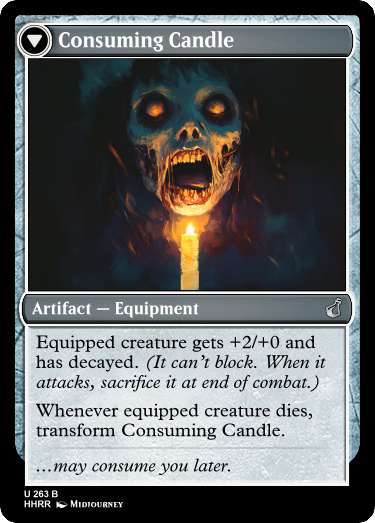 Consuming Candle
Artifact — Equipment
Equipped creature gets +2/+0 and
has decayed. (It can't block. When it
attacks, sacrifice it at end of combat.)
Whenever equipped creature dies,
transform Consuming Candle.
…may consume you later.
U 263 B
HHRR Midjourney